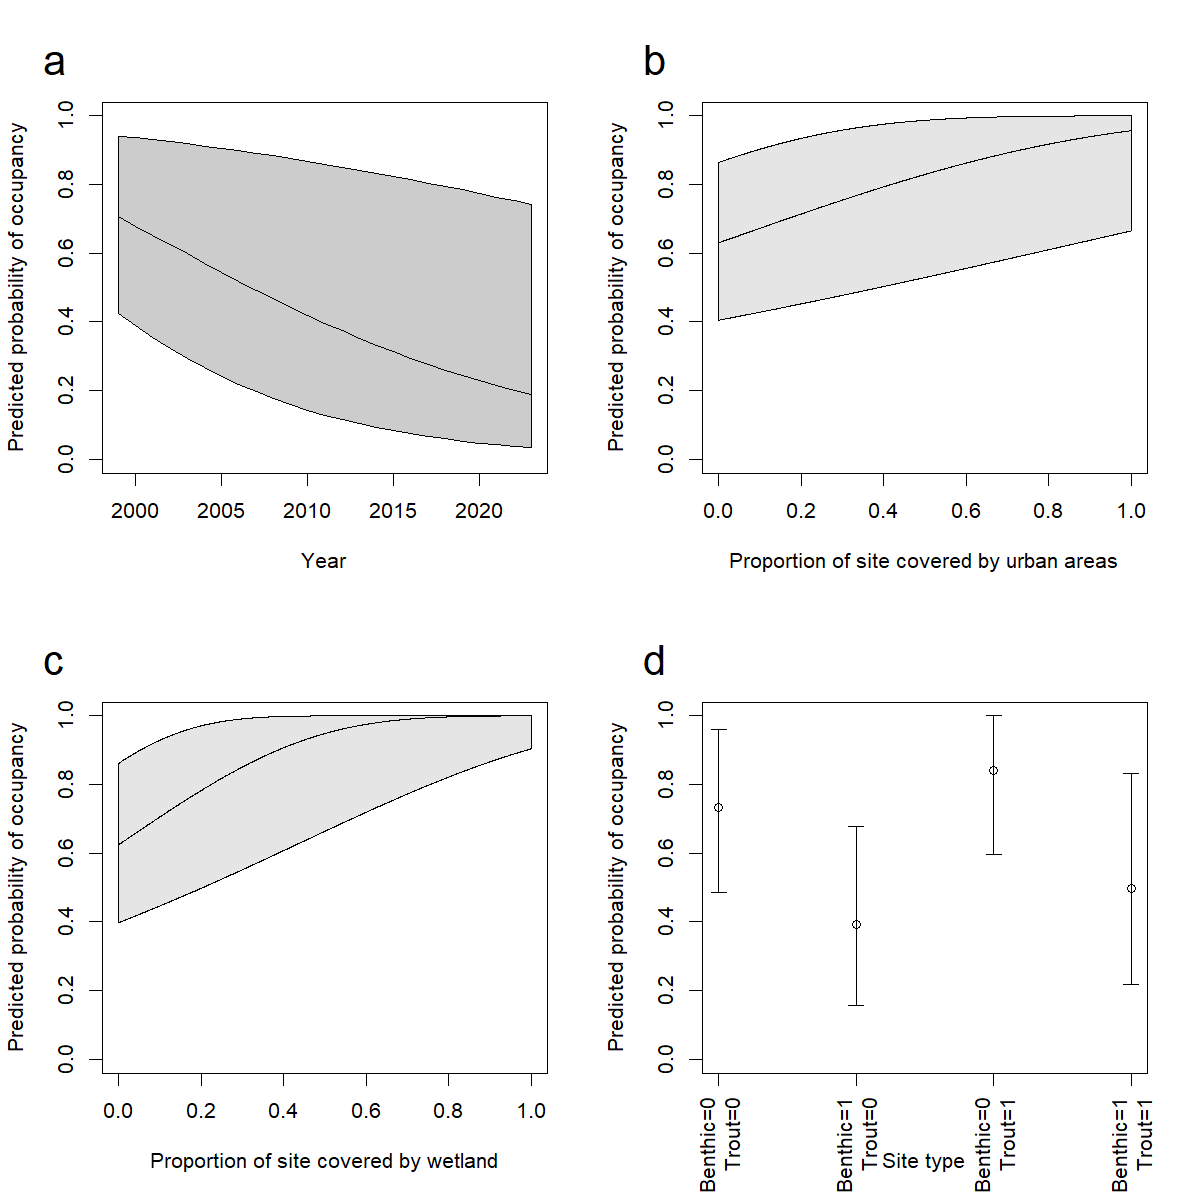 a
Predicted probability of occupancy
1.0
0.8
0.6
0.4
0.2
0.0
2000 2005 2010 2015 2020
Year
b
Predicted probability of occupancy
1.0
0.8
0.6
0.4
0.2
0.0
0.0 0.2 0.4 0.6 0.8 1.0
Proportion of site covered by urban areas
c
Predicted probability of occupancy
1.0
0.8
0.6
0.4
0.2
0.0
0.0 0.2 0.4 0.6 0.8 1.0
Proportion of site covered by wetland
d
Predicted probability of occupancy
1.0
0.8
0.6
0.4
0.2
0.0
Benthic=0
Trout=0
Benthic=1
Trout=0
Benthic=0
Trout=1
Benthic=1
Trout=1
Site type